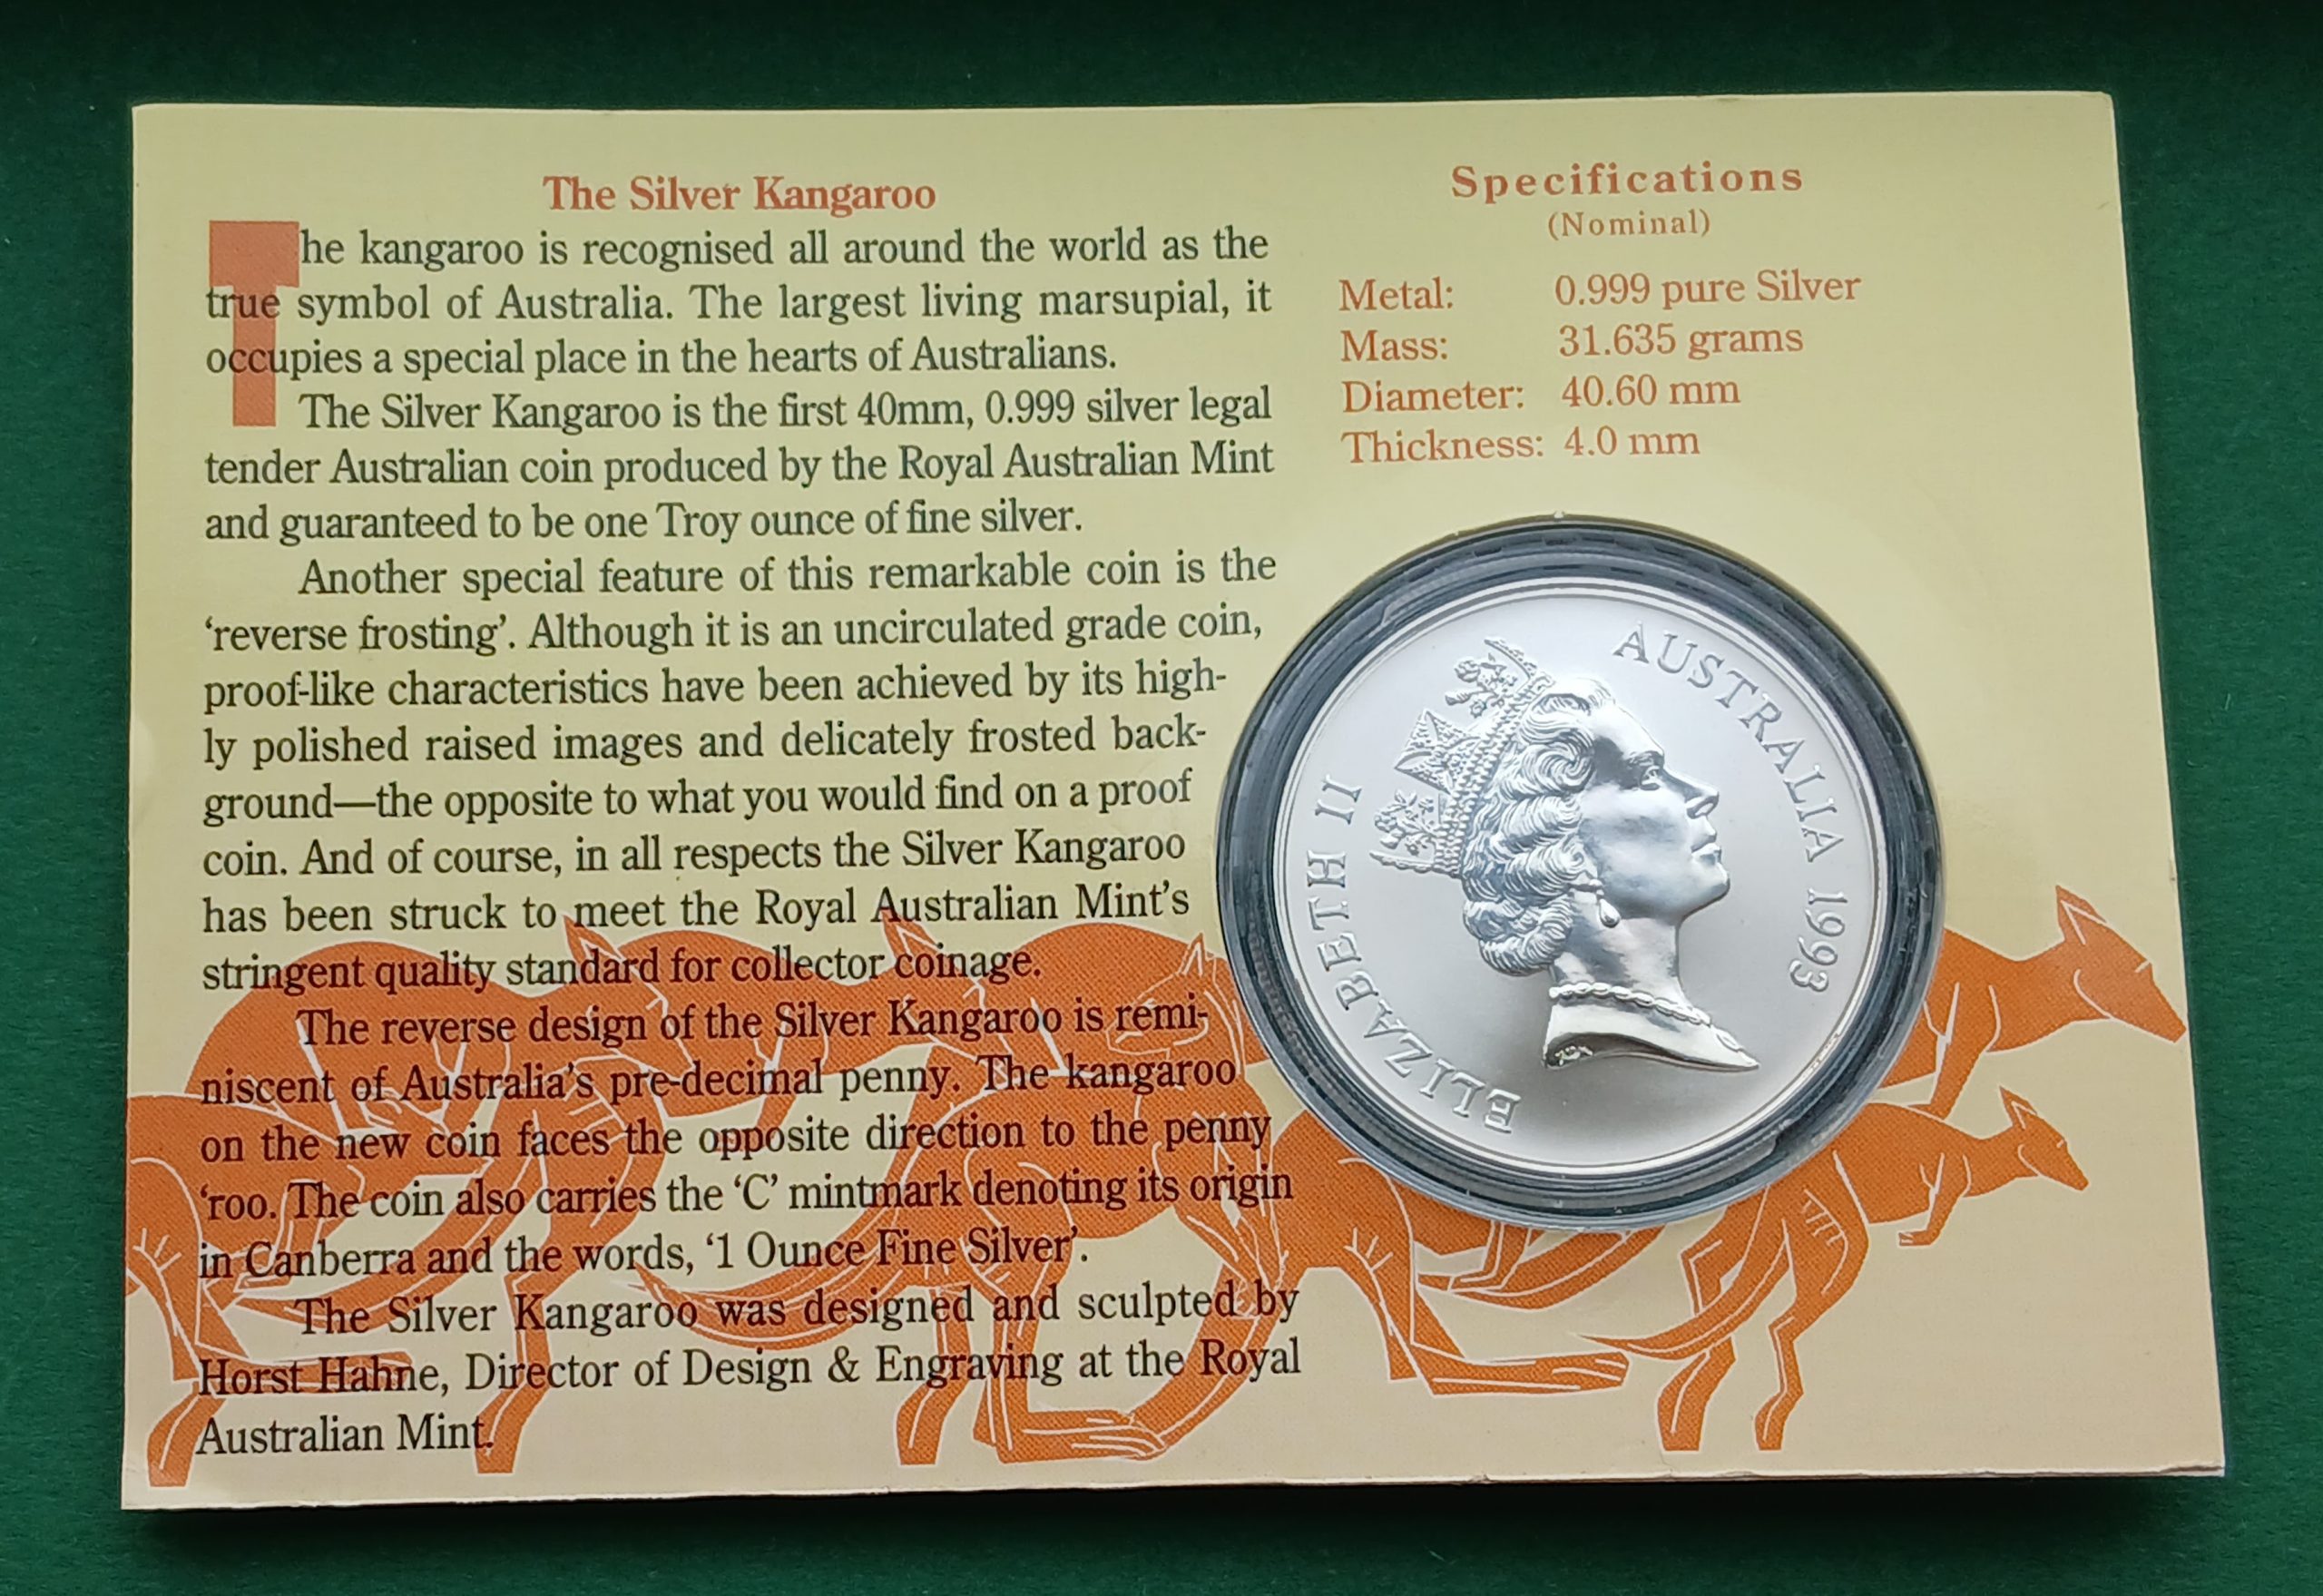 The Silver Kangaroo
The kangaroo is recognised all around the world as the
true symbol of Australia. The largest living marsupial, it
occupies a special place in the hearts of Australians.
The Silver Kangaroo is the first 40mm, 0.999 silver legal
tender Australian coin produced by the Royal Australian Mint
and guaranteed to be one Troy ounce of fine silver.
Another special feature of this remarkable coin is the
‘reverse frosting’. Although it is an uncirculated grade coin,
proof-like characteristics have been achieved by its high-
ly polished raised images and delicately frosted back-
ground—the opposite to what you would find on a proof
coin. And of course, in all respects the Silver Kangaroo
has been struck to meet the Royal Australian Mint’s
stringent quality standard for collector coinage.
The reverse design of the Silver Kangaroo is remi-
niscent of Australia’s pre-decimal penny. The kangaroo
on the new coin faces the opposite direction to the penny
‘roo. The coin also carries the ‘C’ mintmark denoting its origin
in Canberra and the words, ‘1 Ounce Fine Silver’.
The Silver Kangaroo was designed and sculpted by
Horst Hahne, Director of Design & Engraving at the Royal
Australian Mint.
Specifications
(Nominal)
Metal: 0.999 pure Silver
Mass: 31.635 grams
Diameter: 40.60 mm
Thickness: 4.0 mm
ELIZABETH II
AUSTRALIA 1993